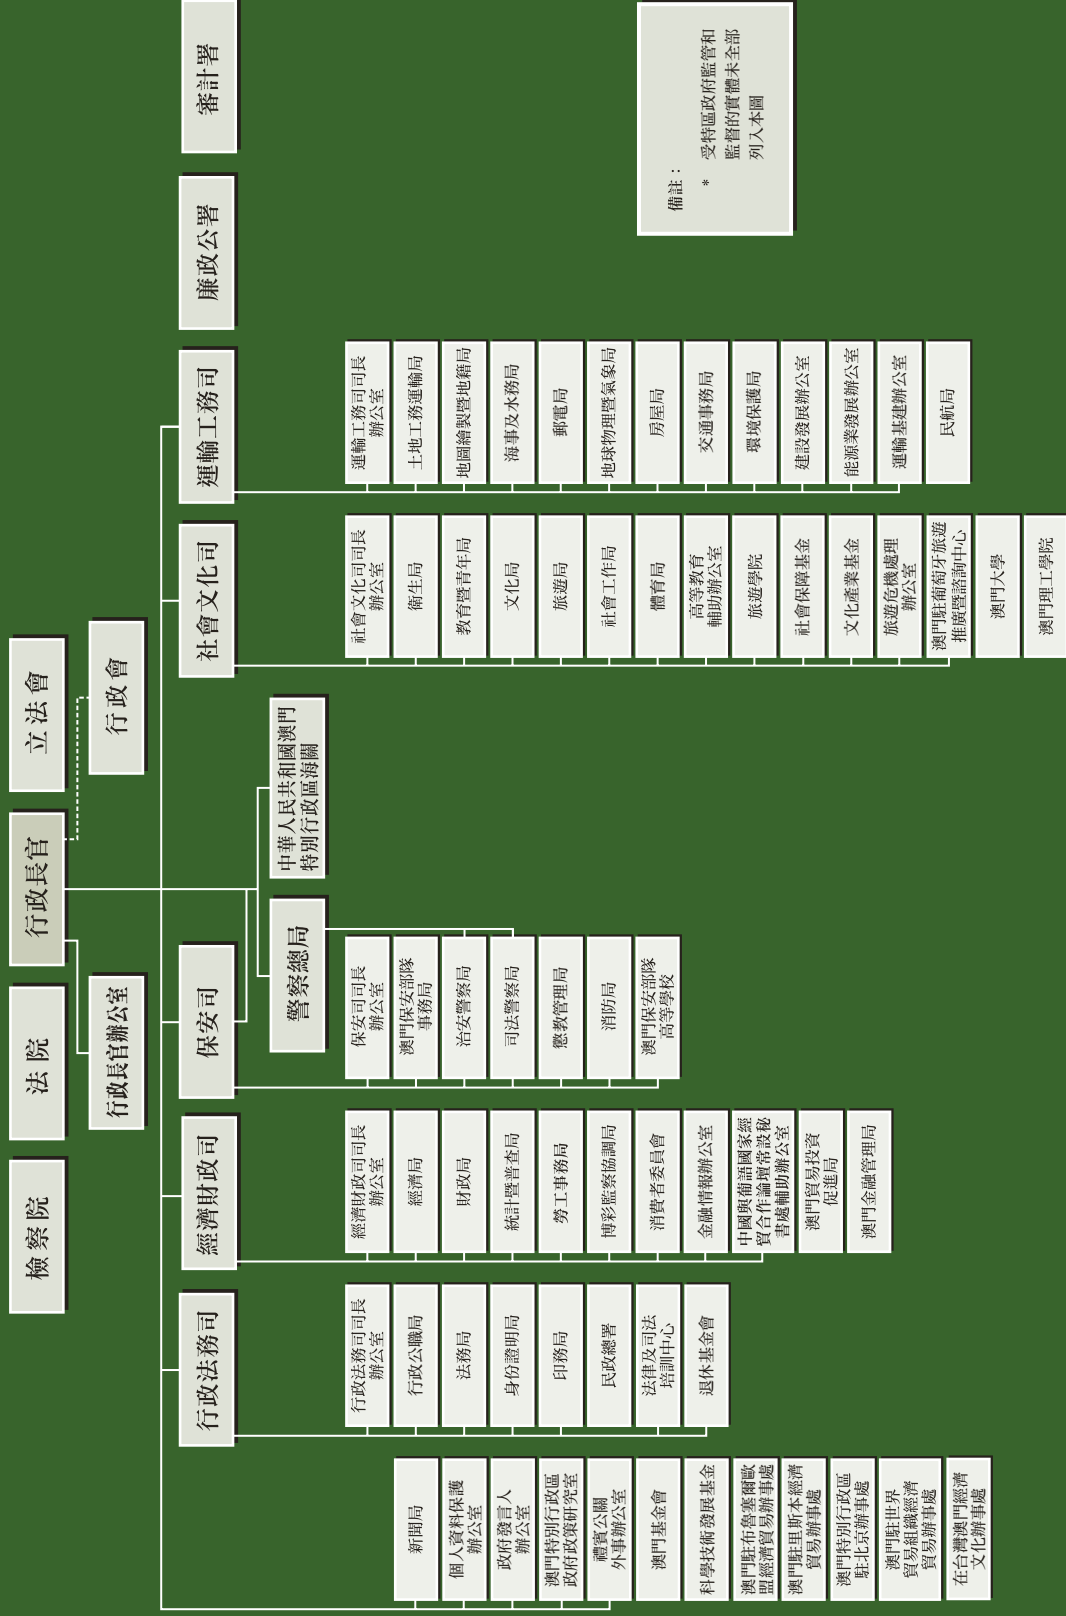 檢察院
法院
行政長官
立法會
行政長官辦公室
行政會
行政法務司
經濟財政司
保安司
社會文化司
運輸工務司
廉政公署
審計署
警察總局
中華人民共和國澳門
特別行政區海關
新聞局
個人資料保護
辦公室
政府發言人
辦公室
澳門特別行政區
政府政策研究室
禮賓公關
外事辦公室
澳門基金會
科學技術發展基金
澳門駐布魯塞爾歐
盟經濟貿易辦事處
澳門駐里斯本經濟
貿易辦事處
澳門特別行政區
駐北京辦事處
澳門駐世界
貿易組織經濟
貿易辦事處
在台灣澳門經濟
文化辦事處
行政法務司司長
辦公室
行政公職局
法務局
身份證明局
印務局
民政總署
法律及司法
培訓中心
退休基金會
經濟財政司司長
辦公室
經濟局
財政局
統計暨普查局
勞工事務局
博彩監察協調局
消費者委員會
金融情報辦公室
中國與葡語國家經
貿合作論壇常設秘
書處輔助辦公室
澳門貿易投資
促進局
澳門金融管理局
保安司司長
辦公室
澳門保安部隊
事務局
治安警察局
司法警察局
懲教管理局
消防局
澳門保安部隊
高等學校
社會文化司司長
辦公室
衛生局
教育暨青年局
文化局
旅遊局
社會工作局
體育局
高等教育
輔助辦公室
旅遊學院
社會保障基金
文化產業基金
旅遊危機處理
辦公室
澳門駐葡萄牙旅遊
推廣暨諮詢中心
澳門大學
澳門理工學院
運輸工務司司長
辦公室
土地工務運輸局
地圖繪製暨地籍局
海事及水務局
郵電局
地球物理暨氣象局
房屋局
交通事務局
環境保護局
建設發展辦公室
能源業發展辦公室
運輸基建辦公室
民航局
備註：
* 受特區政府監管和
監督的實體未全部
列入本圖